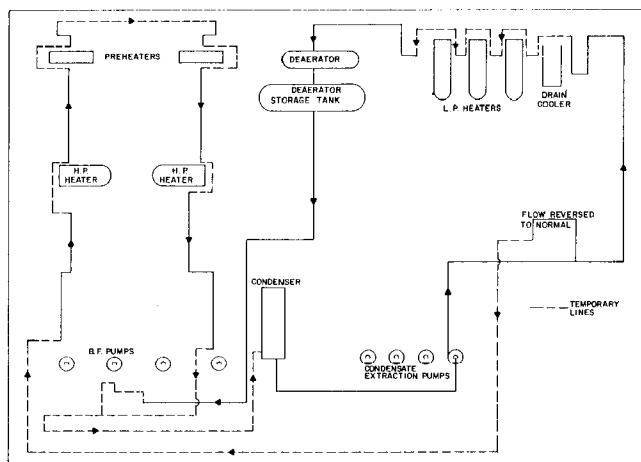 PREHEATERS
DEAERATOR
DEAERATOR
STORAGE TANK
L.P. HEATERS
DRAIN
COOLER
H.P.
HEATER
H.P.
HEATER
FLOW REVERSED
TO NORMAL
CONDENSER
TEMPORARY
LINES
B.F. PUMPS
CONDENSATE
EXTRACTION PUMPS